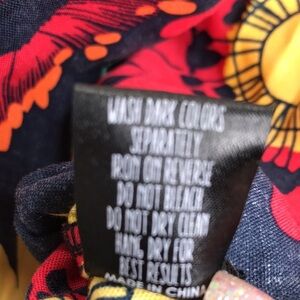 WASH DARK COLORS
SEPARATELY
IRON ON REVERSE
DO NOT BLEACH
DO NOT DRY CLEAN
HANG DRY FOR
BEST RESULTS
MADE IN CHINA